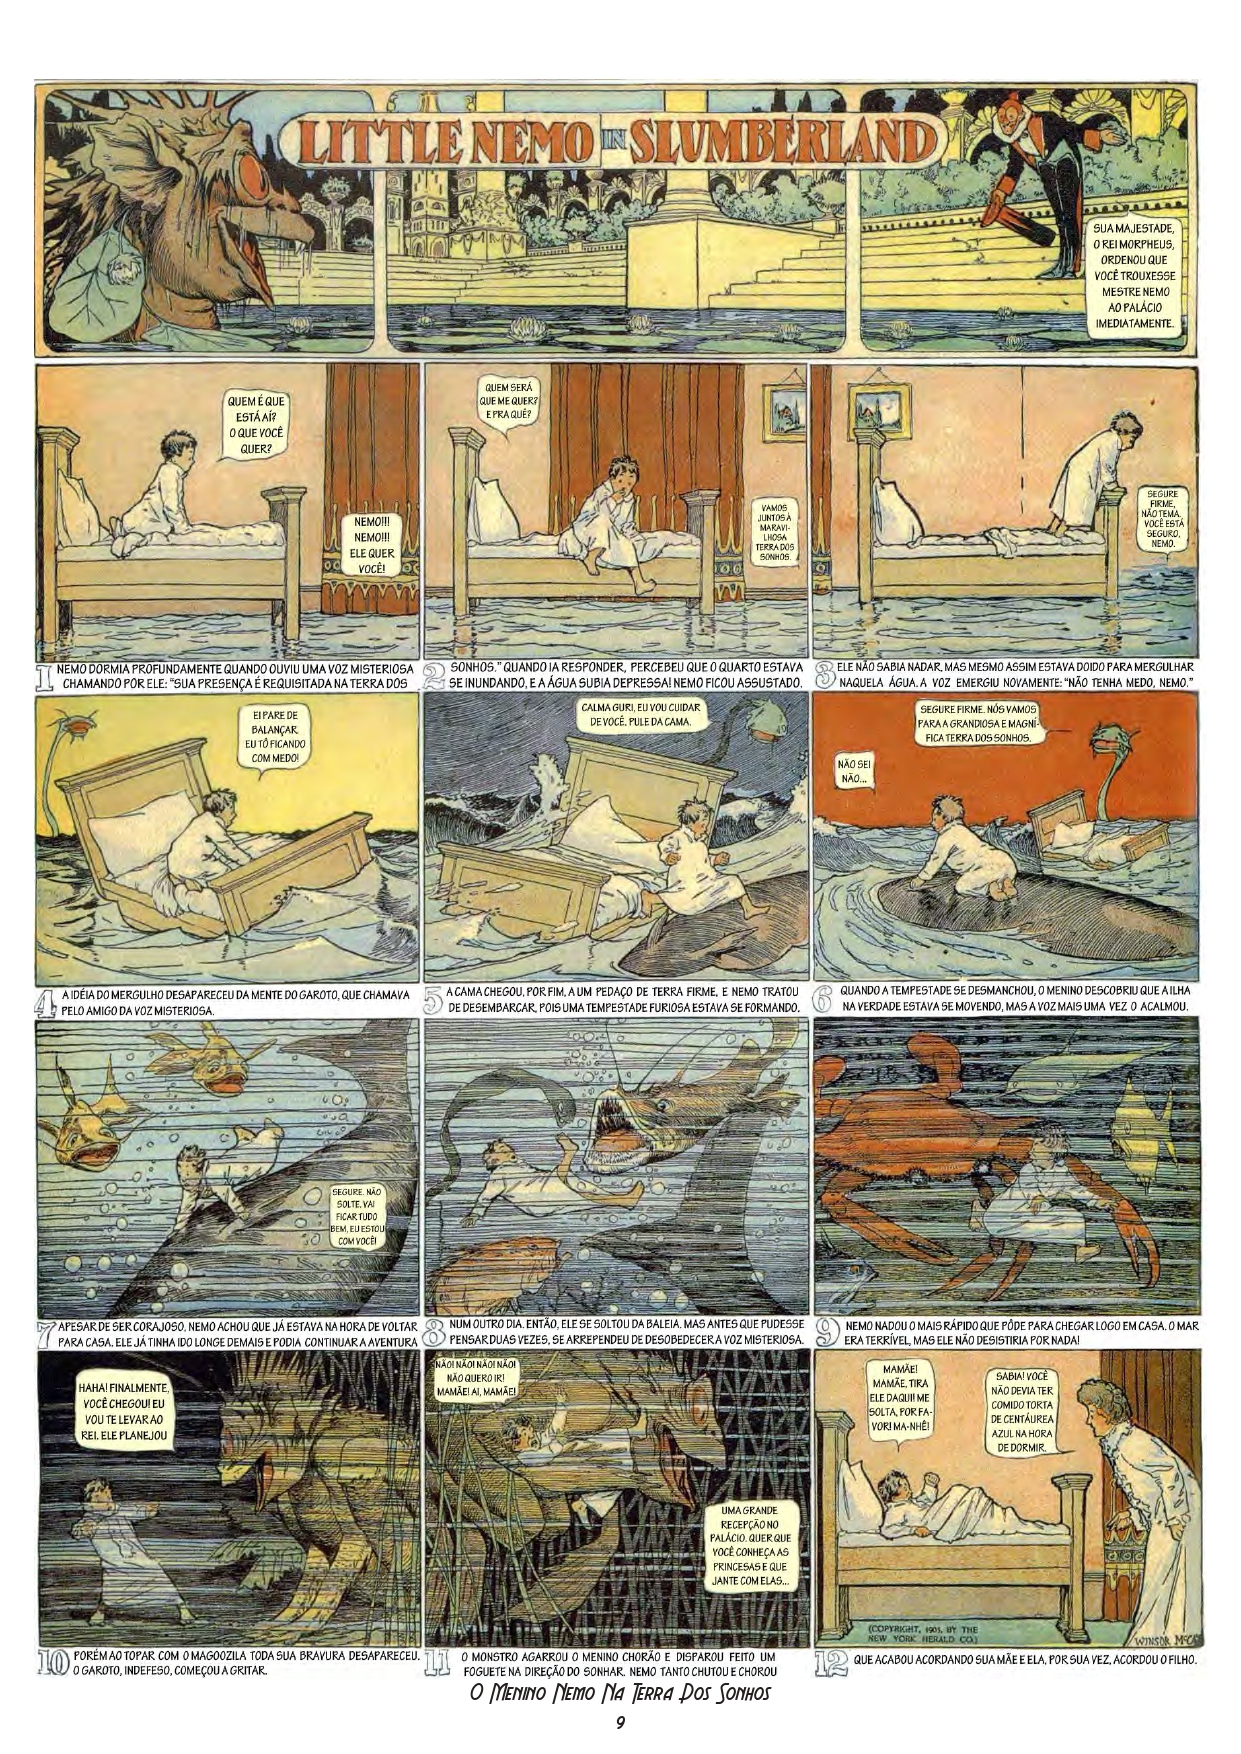 LITTLE NEMO IN SLUMBERLAND
SUA MAJESTADE,
O REI MORPHEUS,
ORDENOU QUE
VOCÊ TROUXESSE
MESTRE NEMO
AO PALÁCIO
IMEDIATAMENTE.
QUEM É QUE
ESTÁ AÍ?
O QUE VOCÊ
QUER?
NEMO!!!
NEMO!!!
ELE QUER
VOCÊ!
1 NEMO DORMIA PROFUNDAMENTE QUANDO OUVIU UMA VOZ MISTERIOSA
CHAMANDO POR ELE: "SUA PRESENÇA É REQUISITADA NA TERRA DOS
QUEM SERÁ
QUE ME QUER?
E PRA QUÊ?
VAMOS
JUNTOS À
MARAVI-
LHOSA
TERRA DOS
SONHOS.
2 SONHOS." QUANDO IA RESPONDER, PERCEBEU QUE O QUARTO ESTAVA
SE INUNDANDO, E A ÁGUA SUBIA DEPRESSA! NEMO FICOU ASSUSTADO.
SEGURE
FIRME,
NÃO TEMA.
VOCÊ ESTÁ
SEGURO,
NEMO.
3 ELE NÃO SABIA NADAR, MAS MESMO ASSIM ESTAVA DOIDO PARA MERGULHAR
NAQUELA ÁGUA. A VOZ EMERGIU NOVAMENTE: "NÃO TENHA MEDO, NEMO."
EI PARE DE
BALANÇAR.
EU TÔ FICANDO
COM MEDO!
4 A IDÉIA DO MERGULHO DESAPARECEU DA MENTE DO GAROTO, QUE CHAMAVA
PELO AMIGO DA VOZ MISTERIOSA.
CALMA GURI, EU VOU CUIDAR
DE VOCÊ. PULE DA CAMA.
5 A CAMA CHEGOU, POR FIM, A UM PEDAÇO DE TERRA FIRME, E NEMO TRATOU
DE DESEMBARCAR, POIS UMA TEMPESTADE FURIOSA ESTAVA SE FORMANDO.
SEGURE FIRME. NÓS VAMOS
PARA A GRANDIOSA E MAGNÍ-
FICA TERRA DOS SONHOS.
NÃO SEI
NÃO...
6 QUANDO A TEMPESTADE SE DESMANCHOU, O MENINO DESCOBRIU QUE A ILHA
NA VERDADE ESTAVA SE MOVENDO, MAS A VOZ MAIS UMA VEZ O ACALMOU.
SEGURE. NÃO
SOLTE. VAI
FICAR TUDO
BEM, EU ESTOU
COM VOCÊ!
7 APESAR DE SER CORAJOSO, NEMO ACHOU QUE JÁ ESTAVA NA HORA DE VOLTAR
PARA CASA. ELE JÁ TINHA IDO LONGE DEMAIS E PODIA CONTINUAR A AVENTURA
8 NUM OUTRO DIA. ENTÃO, ELE SE SOLTOU DA BALEIA. MAS ANTES QUE PUDESSE
PENSAR DUAS VEZES, SE ARREPENDEU DE DESOBEDECER A VOZ MISTERIOSA.
9 NEMO NADOU O MAIS RÁPIDO QUE PÔDE PARA CHEGAR LOGO EM CASA. O MAR
ERA TERRÍVEL, MAS ELE NÃO DESISTIRIA POR NADA!
HAHA! FINALMENTE,
VOCÊ CHEGOU! EU
VOU TE LEVAR AO
REI. ELE PLANEJOU
10 PORÉM AO TOPAR COM O MAGOOZILA TODA SUA BRAVURA DESAPARECEU.
O GAROTO, INDEFESO, COMEÇOU A GRITAR.
NÃO! NÃO! NÃO! NÃO!
NÃO QUERO IR!
MAMÃE! AI, MAMÃE!
UMA GRANDE
RECEPÇÃO NO
PALÁCIO. QUER QUE
VOCÊ CONHEÇA AS
PRINCESAS E QUE
JANTE COM ELAS...
11 O MONSTRO AGARROU O MENINO CHORÃO E DISPAROU FEITO UM
FOGUETE NA DIREÇÃO DO SONHAR. NEMO TANTO CHUTOU E CHOROU
MAMÃE!
MAMÃE, TIRA
ELE DAQUI! ME
SOLTA, POR FA-
VOR! MA-NHÊ!
SABIA! VOCÊ
NÃO DEVIA TER
COMIDO TORTA
DE CENTÁUREA
AZUL NA HORA
DE DORMIR.
(COPYRIGHT, 1905, BY THE
NEW YORK HERALD CO.)
WINSOR McCAY
12 QUE ACABOU ACORDANDO SUA MÃE E ELA, POR SUA VEZ, ACORDOU O FILHO.
O MENINO NEMO NA TERRA DOS SONHOS
9